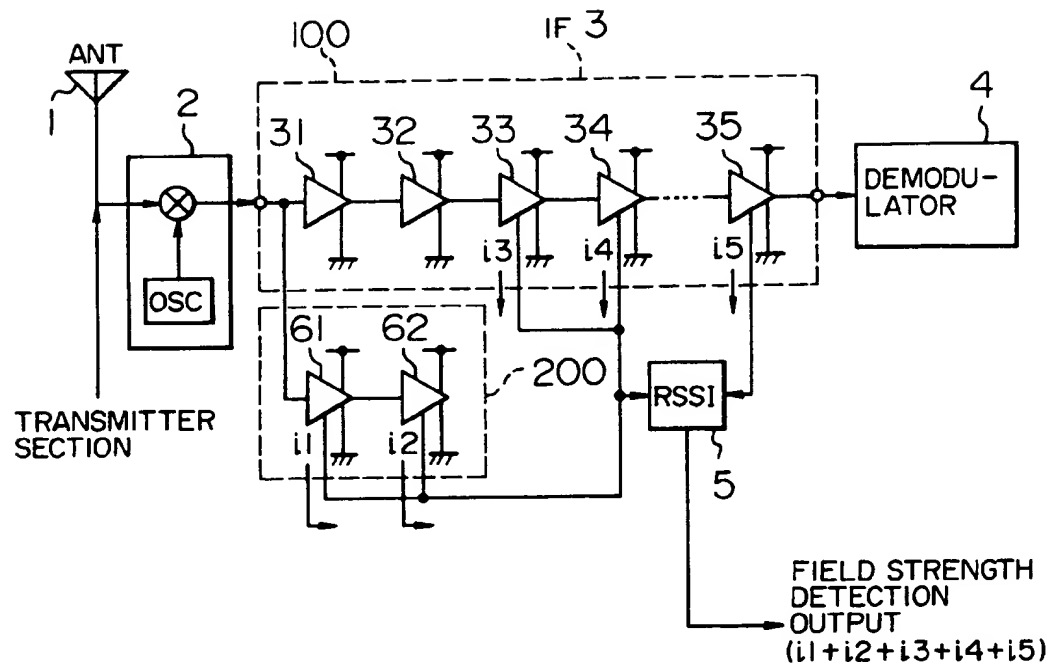 100
IF 3
ANT
1
2
31
32
33
34
35
4
DEMODU-
LATOR
OSC
i3
i4
i5
61
62
200
RSSI
5
TRANSMITTER
SECTION
i1
i2
FIELD STRENGTH
DETECTION
OUTPUT
(i1+i2+i3+i4+i5)